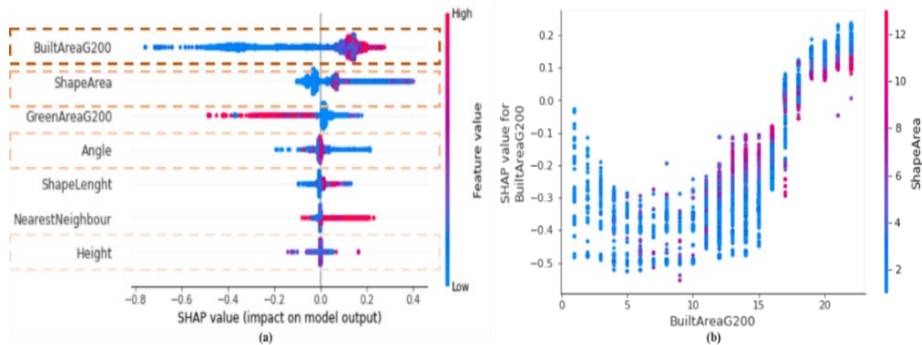 High
BuiltAreaG200
ShapeArea
GreenAreaG200
Angle
ShapeLenght
NearestNeighbour
Height
Feature value
Low
−0.8 −0.6 −0.4 −0.2 0.0 0.2 0.4
SHAP value (impact on model output)
(a)
SHAP value for
BuiltAreaG200
0.2
0.1
0.0
−0.1
−0.2
−0.3
−0.4
−0.5
0 5 10 15 20
BuiltAreaG200
(b)
12
10
8
6
4
2
ShapeArea